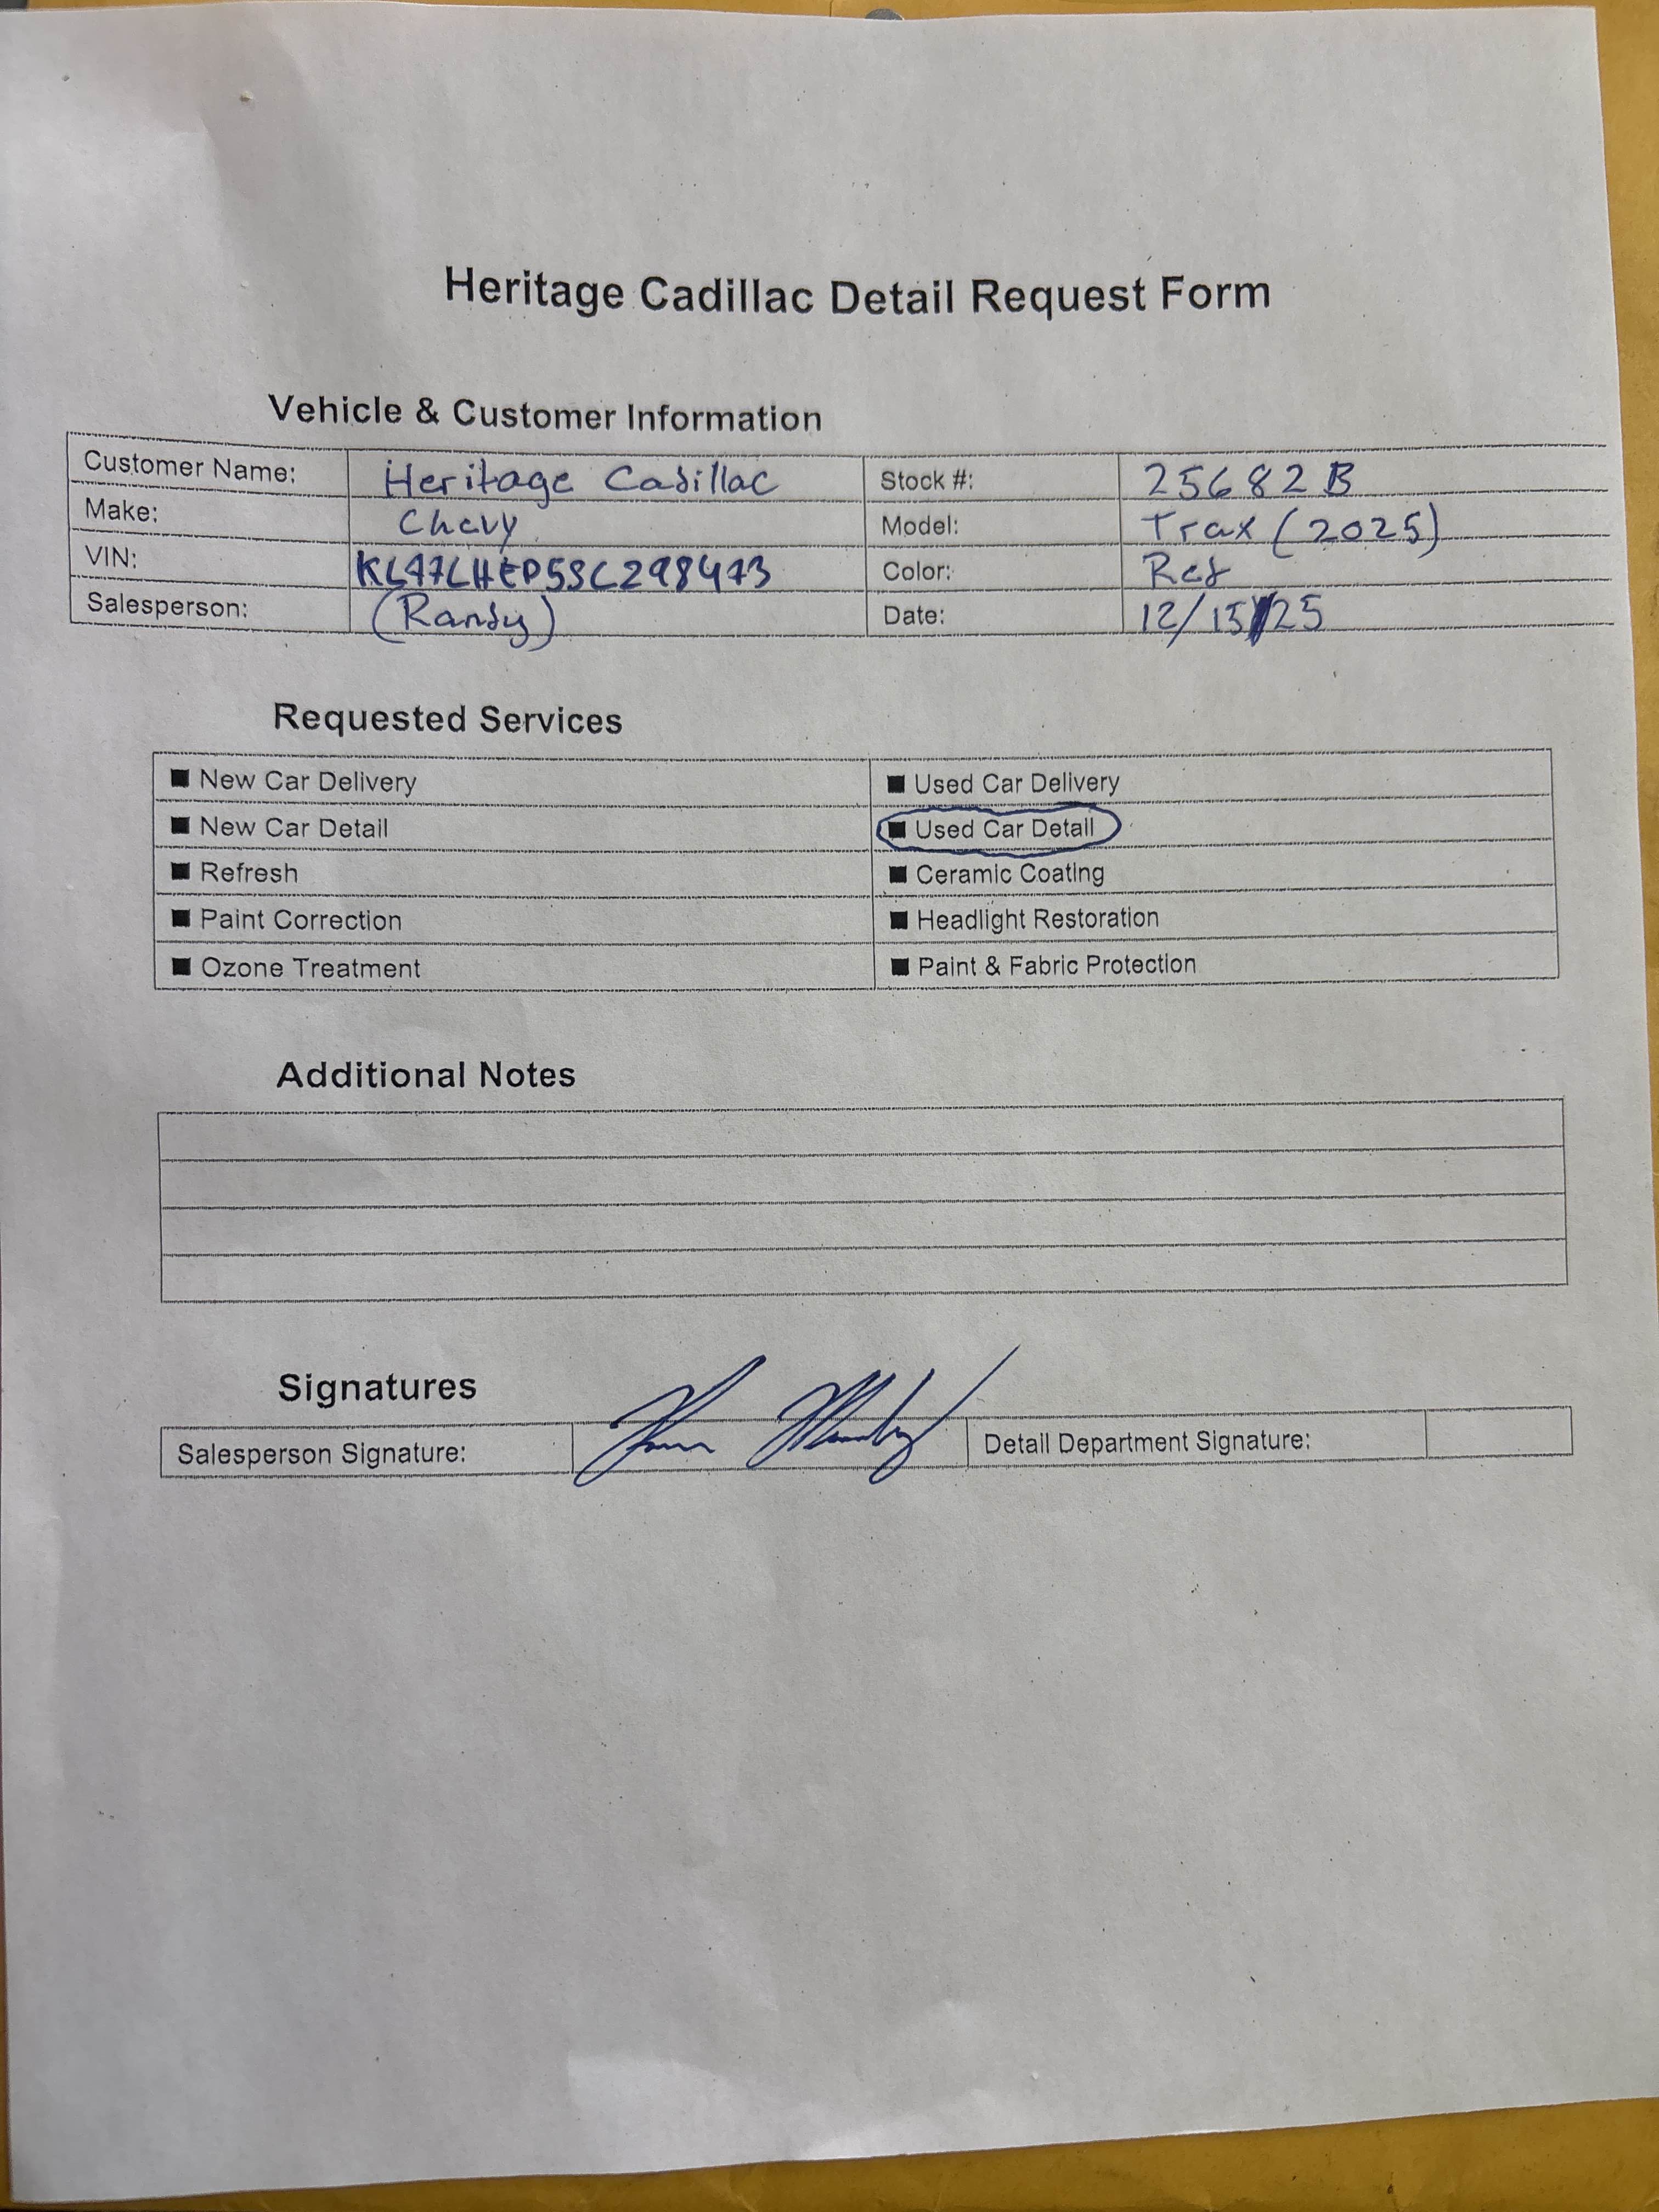 Heritage Cadillac Detail Request Form
Vehicle & Customer Information
Customer Name: Heritage Cadillac Stock #: 25682B
Make: Chevy Model: Trax (2025)
VIN: KL77LHEP5SC298473 Color: Red
Salesperson: (Randy) Date: 12/15/25
Requested Services
■ New Car Delivery ■ Used Car Delivery
■ New Car Detail ■ Used Car Detail
■ Refresh ■ Ceramic Coating
■ Paint Correction ■ Headlight Restoration
■ Ozone Treatment ■ Paint & Fabric Protection
Additional Notes
Signatures
Salesperson Signature: Detail Department Signature: